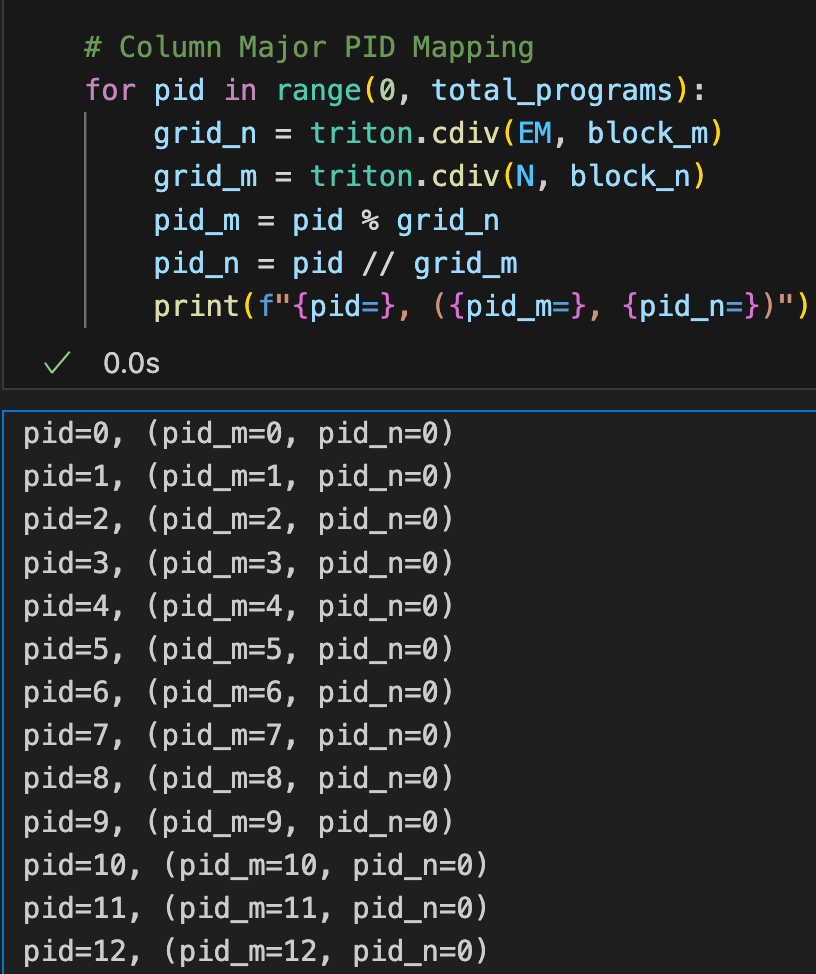 # Column Major PID Mapping
for pid in range(0, total_programs):
    grid_n = triton.cdiv(EM, block_m)
    grid_m = triton.cdiv(N, block_n)
    pid_m = pid % grid_n
    pid_n = pid // grid_m
    print(f"{pid=}, ({pid_m=}, {pid_n=})")
✓ 0.0s
pid=0, (pid_m=0, pid_n=0)
pid=1, (pid_m=1, pid_n=0)
pid=2, (pid_m=2, pid_n=0)
pid=3, (pid_m=3, pid_n=0)
pid=4, (pid_m=4, pid_n=0)
pid=5, (pid_m=5, pid_n=0)
pid=6, (pid_m=6, pid_n=0)
pid=7, (pid_m=7, pid_n=0)
pid=8, (pid_m=8, pid_n=0)
pid=9, (pid_m=9, pid_n=0)
pid=10, (pid_m=10, pid_n=0)
pid=11, (pid_m=11, pid_n=0)
pid=12, (pid_m=12, pid_n=0)